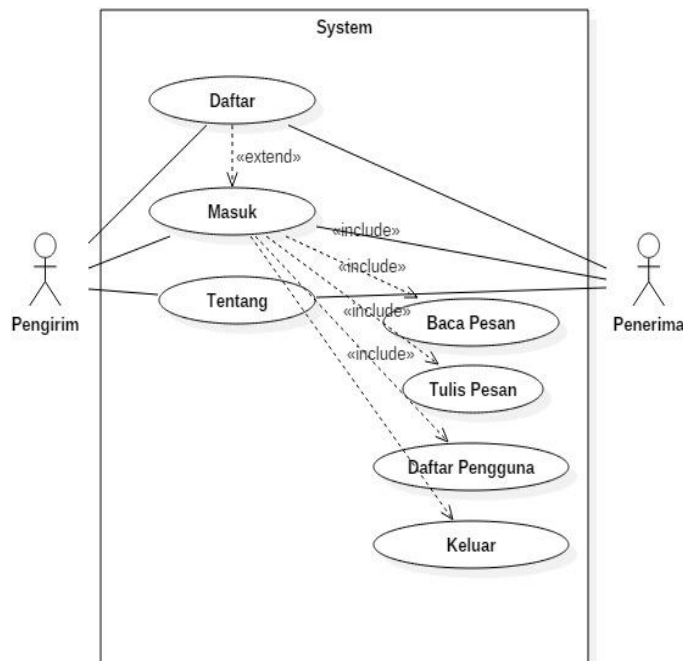 System
Daftar
«extend»
Masuk
«include»
«include»
Tentang
«include»
Baca Pesan
Pengirim
Penerima
«include»
Tulis Pesan
Daftar Pengguna
Keluar